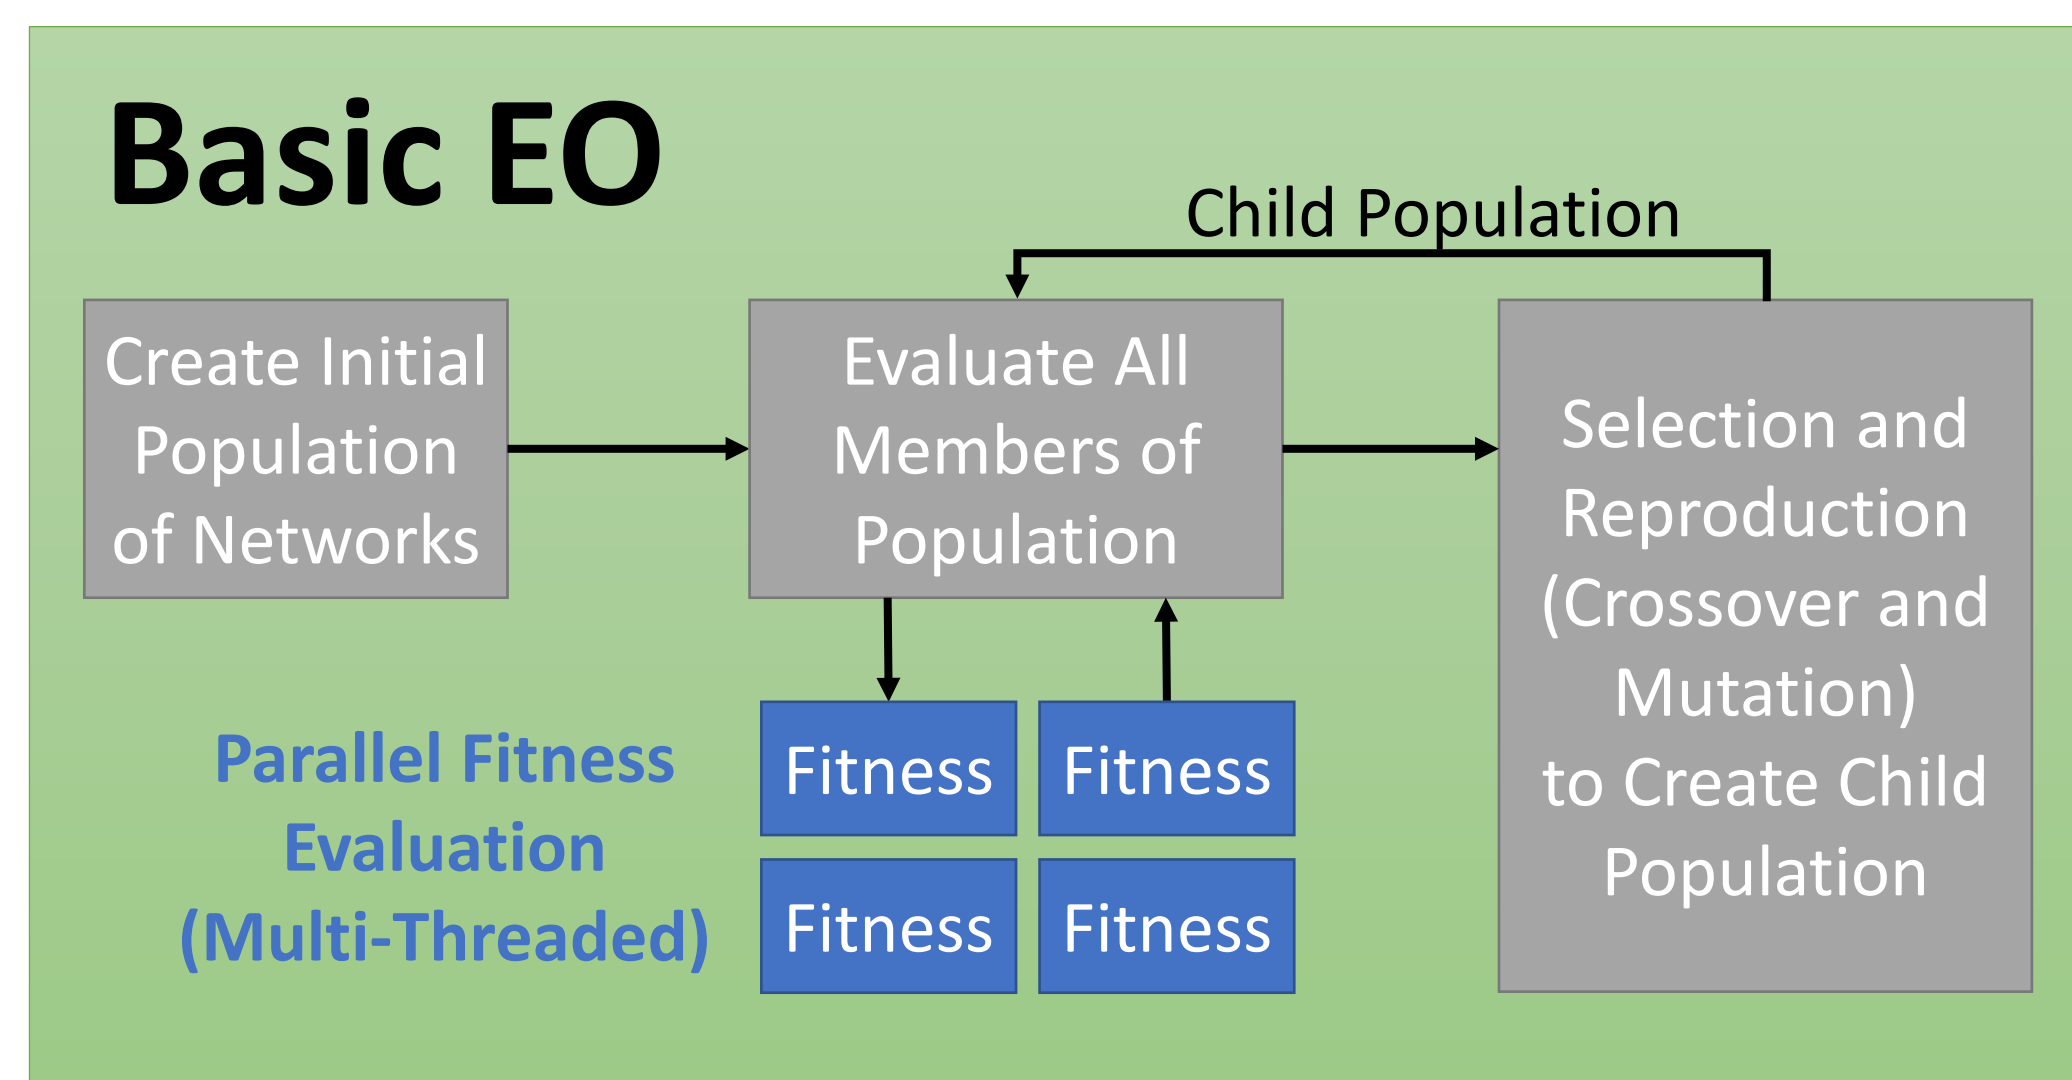 Basic EO
Child Population
Create Initial
Population
of Networks
Evaluate All
Members of
Population
Selection and
Reproduction
(Crossover and
Mutation)
to Create Child
Population
Parallel Fitness
Evaluation
(Multi-Threaded)
Fitness
Fitness
Fitness
Fitness